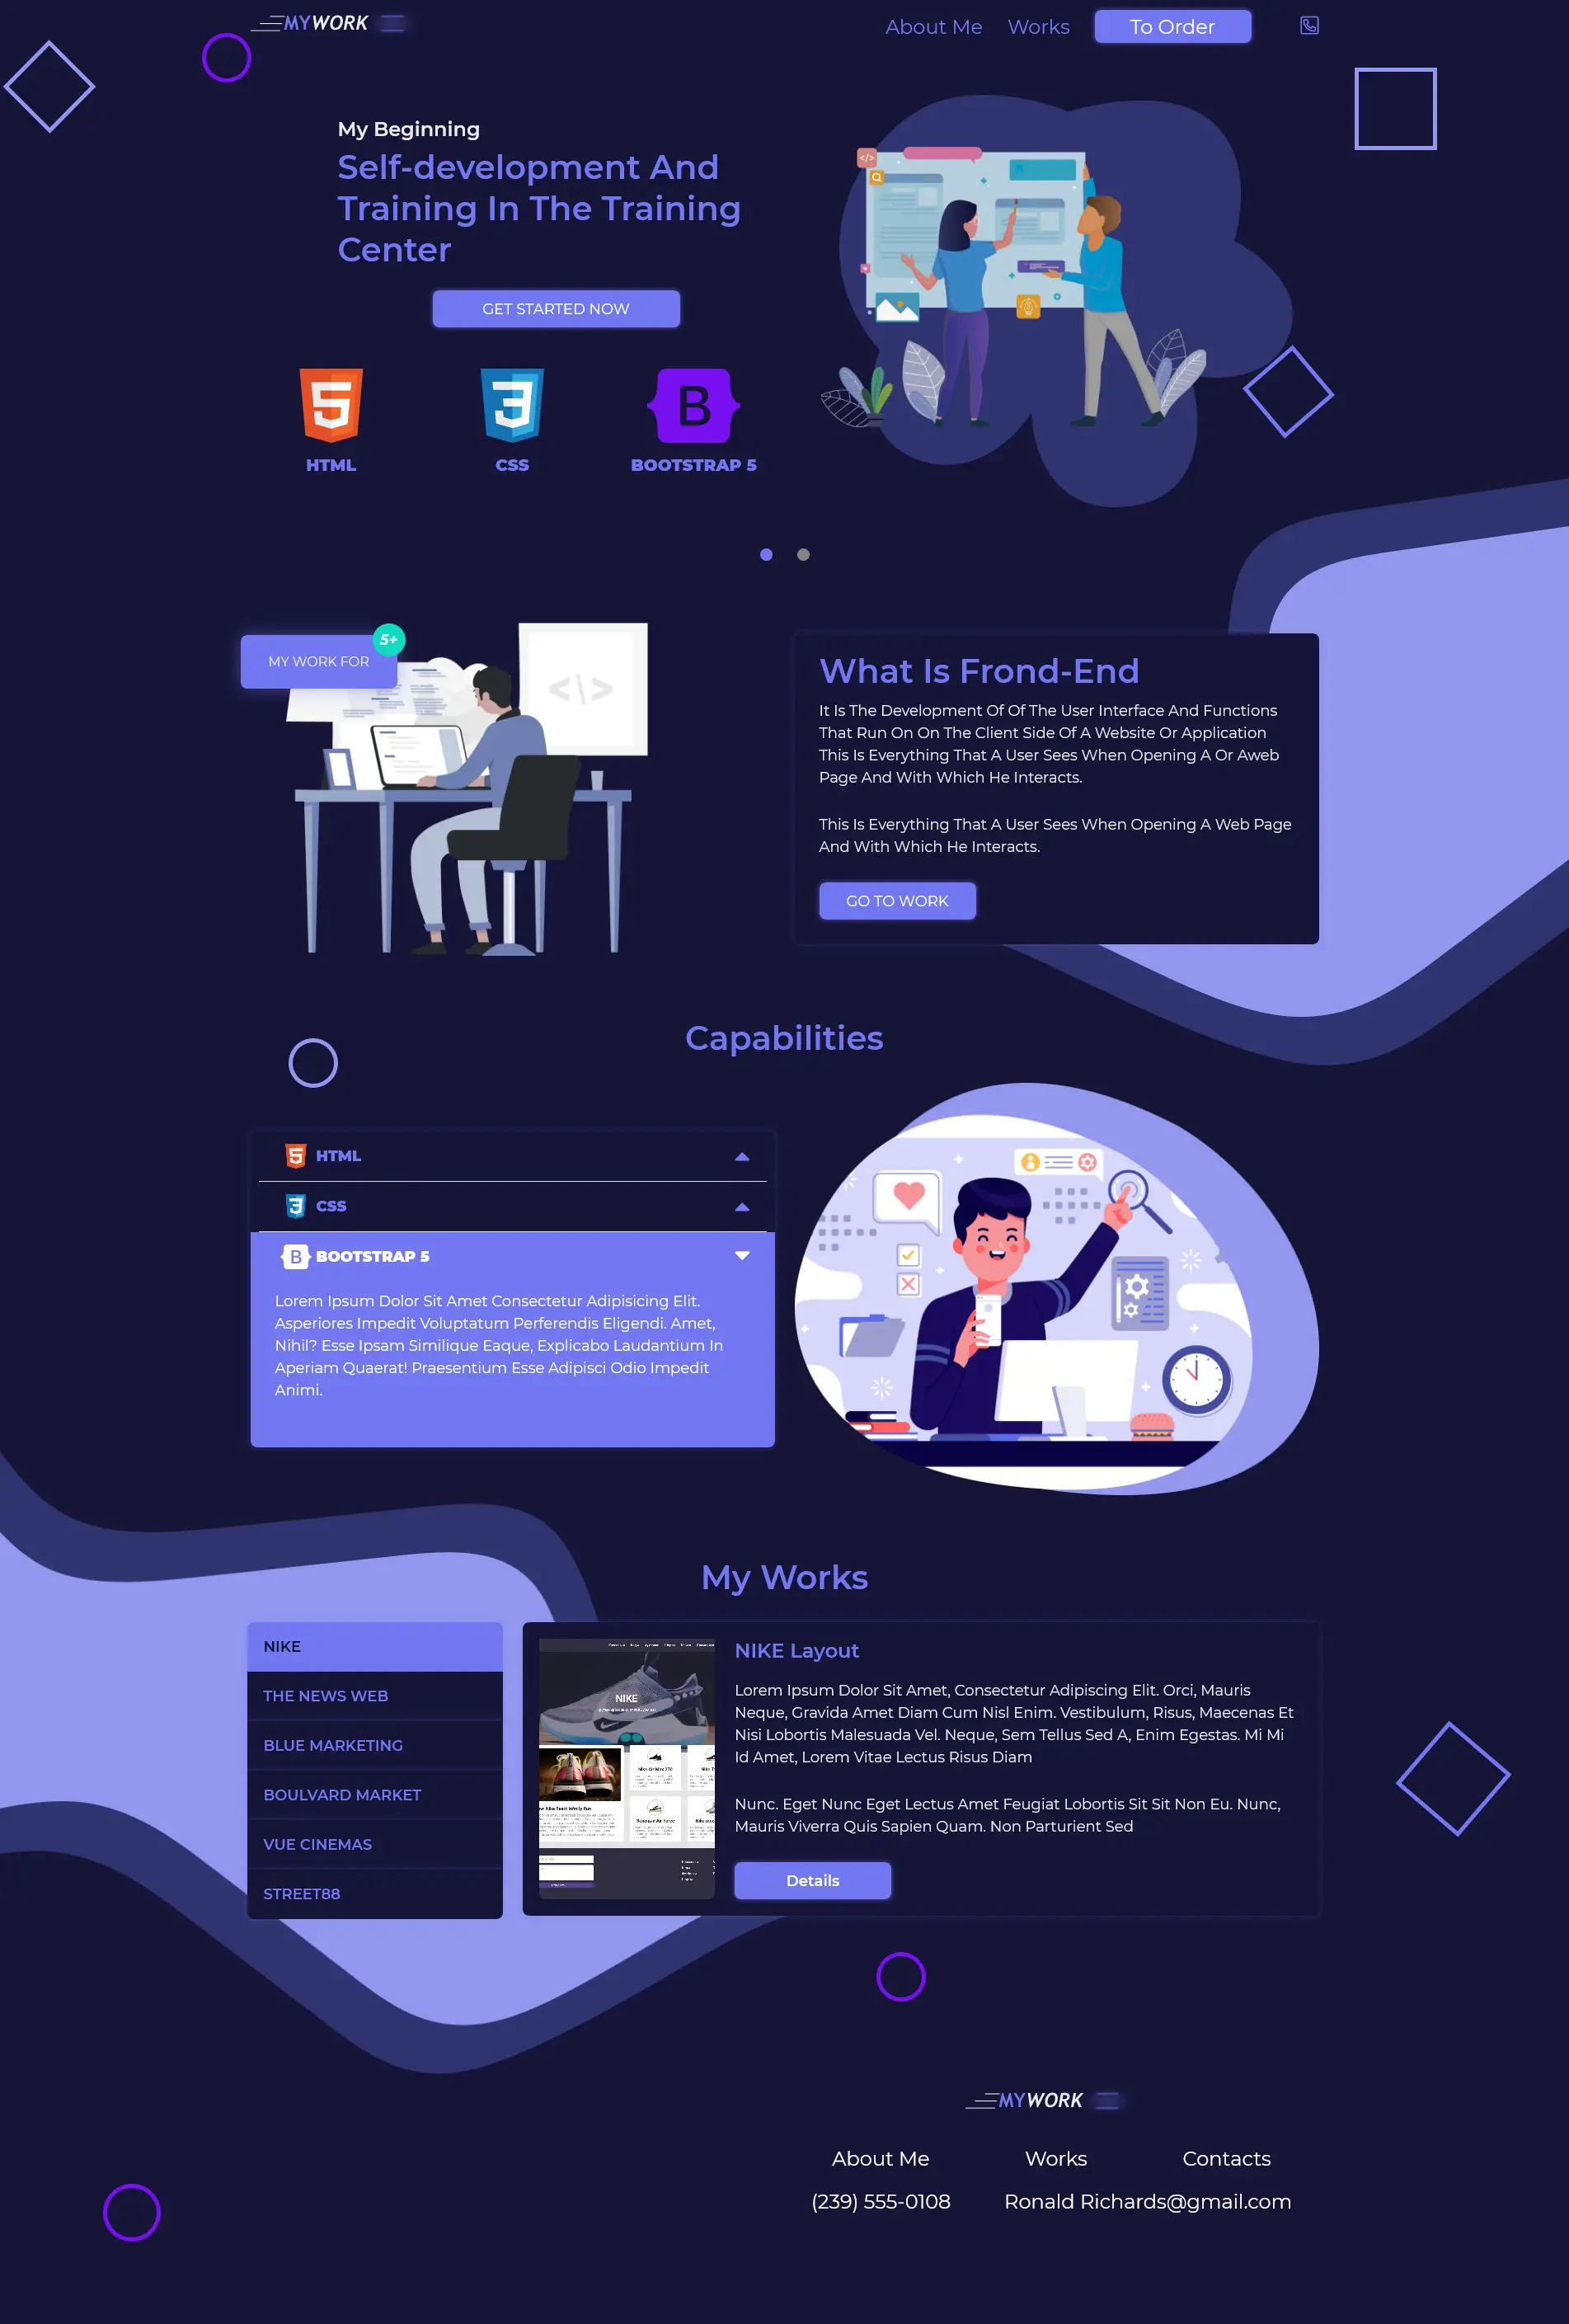 MYWORK
About Me
Works
To Order
My Beginning
Self-development And
Training In The Training
Center
GET STARTED NOW
HTML
CSS
BOOTSTRAP 5
MY WORK FOR
5+
</>
What Is Frond-End
It Is The Development Of Of The User Interface And Functions
That Run On On The Client Side Of A Website Or Application
This Is Everything That A User Sees When Opening A Or Aweb
Page And With Which He Interacts.
This Is Everything That A User Sees When Opening A Web Page
And With Which He Interacts.
GO TO WORK
Capabilities
HTML
CSS
BOOTSTRAP 5
Lorem Ipsum Dolor Sit Amet Consectetur Adipisicing Elit.
Asperiores Impedit Voluptatum Perferendis Eligendi. Amet,
Nihil? Esse Ipsam Similique Eaque, Explicabo Laudantium In
Aperiam Quaerat! Praesentium Esse Adipisci Odio Impedit
Animi.
My Works
NIKE
THE NEWS WEB
BLUE MARKETING
BOULVARD MARKET
VUE CINEMAS
STREET88
NIKE
NIKE Layout
Lorem Ipsum Dolor Sit Amet, Consectetur Adipiscing Elit. Orci, Mauris
Neque, Gravida Amet Diam Cum Nisl Enim. Vestibulum, Risus, Maecenas Et
Nisi Lobortis Malesuada Vel. Neque, Sem Tellus Sed A, Enim Egestas. Mi Mi
Id Amet, Lorem Vitae Lectus Risus Diam
Nunc. Eget Nunc Eget Lectus Amet Feugiat Lobortis Sit Sit Non Eu. Nunc,
Mauris Viverra Quis Sapien Quam. Non Parturient Sed
Details
MYWORK
About Me
Works
Contacts
(239) 555-0108
Ronald Richards@gmail.com